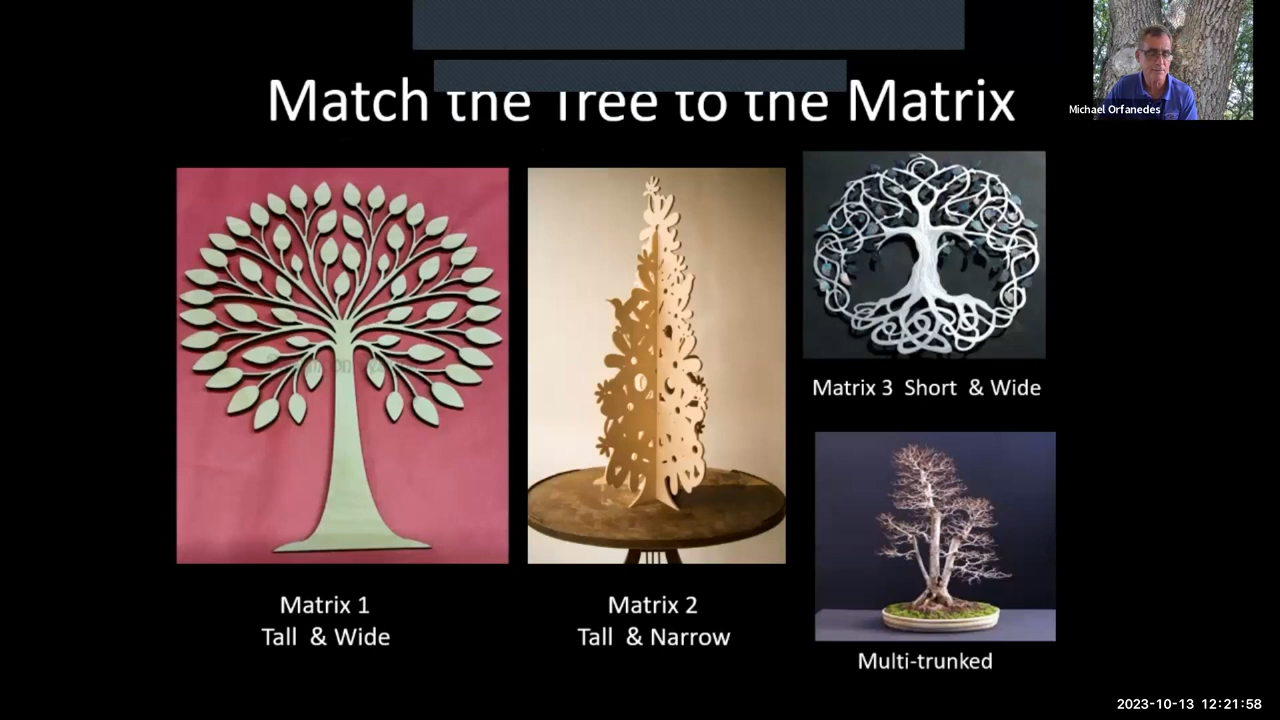 Match the Tree to the Matrix
Michael Orfanedes
Matrix 3 Short & Wide
Matrix 1
Tall & Wide
Matrix 2
Tall & Narrow
Multi-trunked
2023-10-13 12:21:58